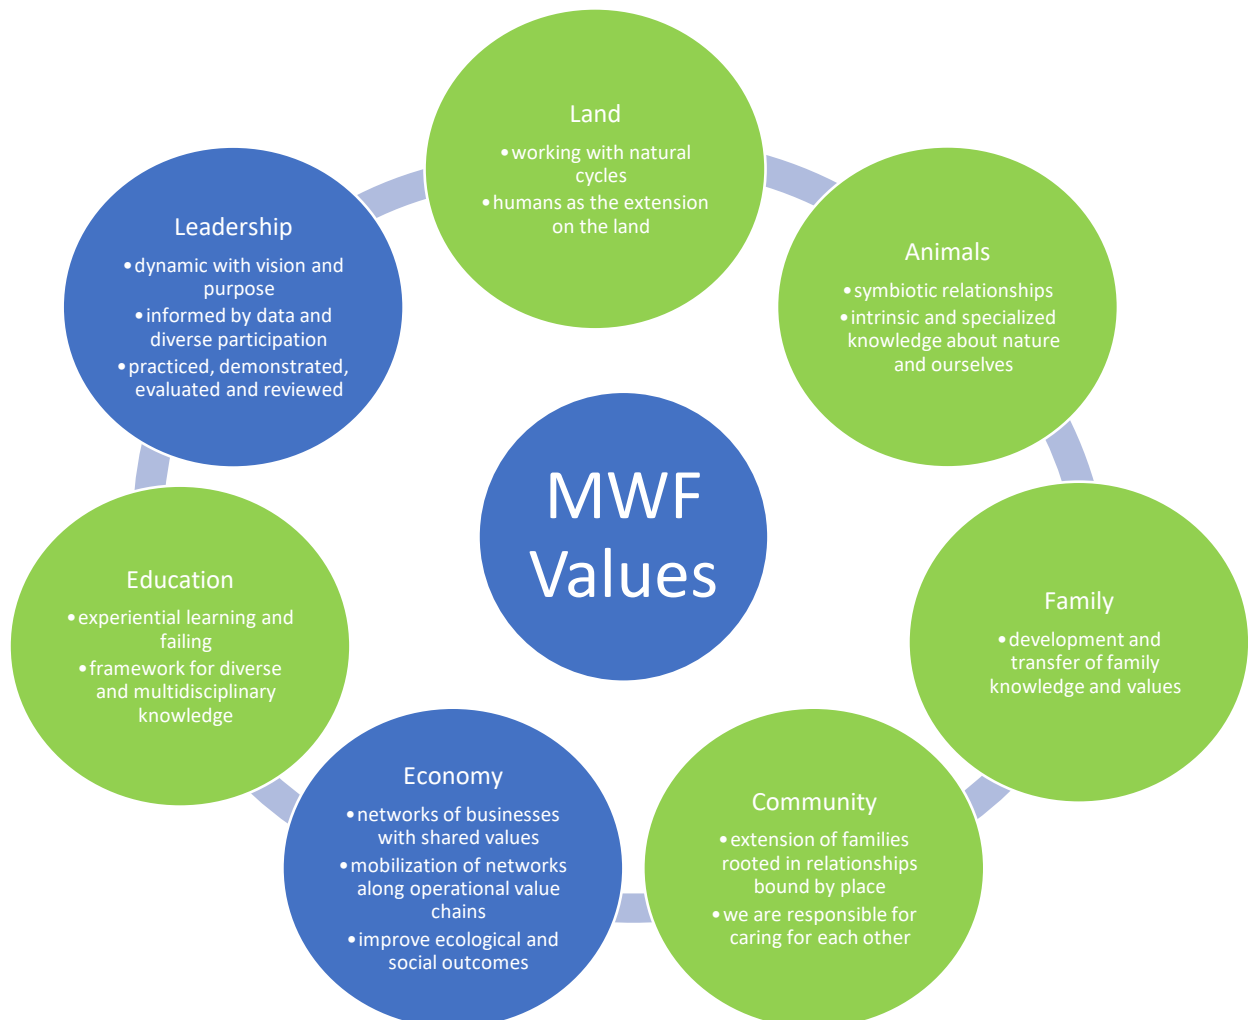 Land
•working with natural
cycles
•humans as the extension
on the land
Animals
•symbiotic relationships
•intrinsic and specialized
knowledge about nature
and ourselves
Family
•development and
transfer of family
knowledge and values
Community
•extension of families
rooted in relationships
bound by place
•we are responsible for
caring for each other
Economy
•networks of businesses
with shared values
•mobilization of networks
along operational value
chains
•improve ecological and
social outcomes
Education
•experiential learning and
failing
•framework for diverse
and multidisciplinary
knowledge
Leadership
•dynamic with vision and
purpose
•informed by data and
diverse participation
•practiced, demonstrated,
evaluated and reviewed
MWF
Values